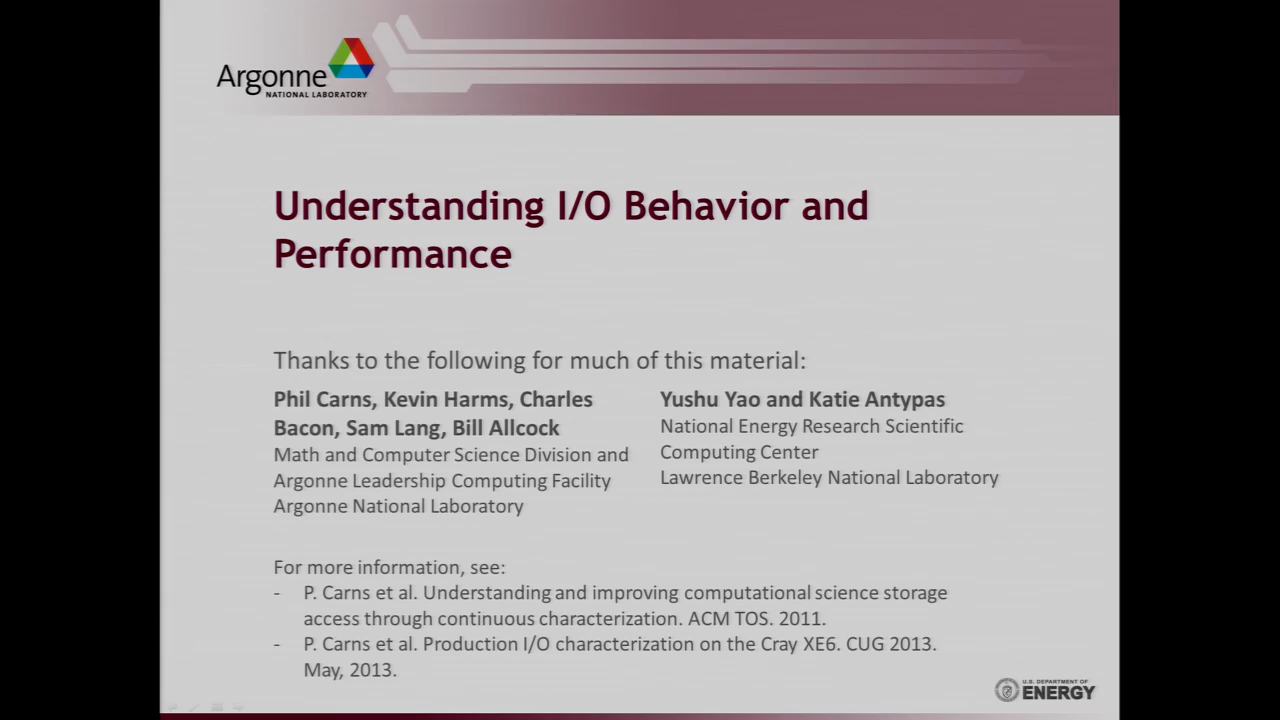 Argonne
NATIONAL LABORATORY
Understanding I/O Behavior and
Performance
Thanks to the following for much of this material:
Phil Carns, Kevin Harms, Charles
Bacon, Sam Lang, Bill Allcock
Math and Computer Science Division and
Argonne Leadership Computing Facility
Argonne National Laboratory
Yushu Yao and Katie Antypas
National Energy Research Scientific
Computing Center
Lawrence Berkeley National Laboratory
For more information, see:
- P. Carns et al. Understanding and improving computational science storage
access through continuous characterization. ACM TOS. 2011.
- P. Carns et al. Production I/O characterization on the Cray XE6. CUG 2013.
May, 2013.
U.S. DEPARTMENT OF
ENERGY